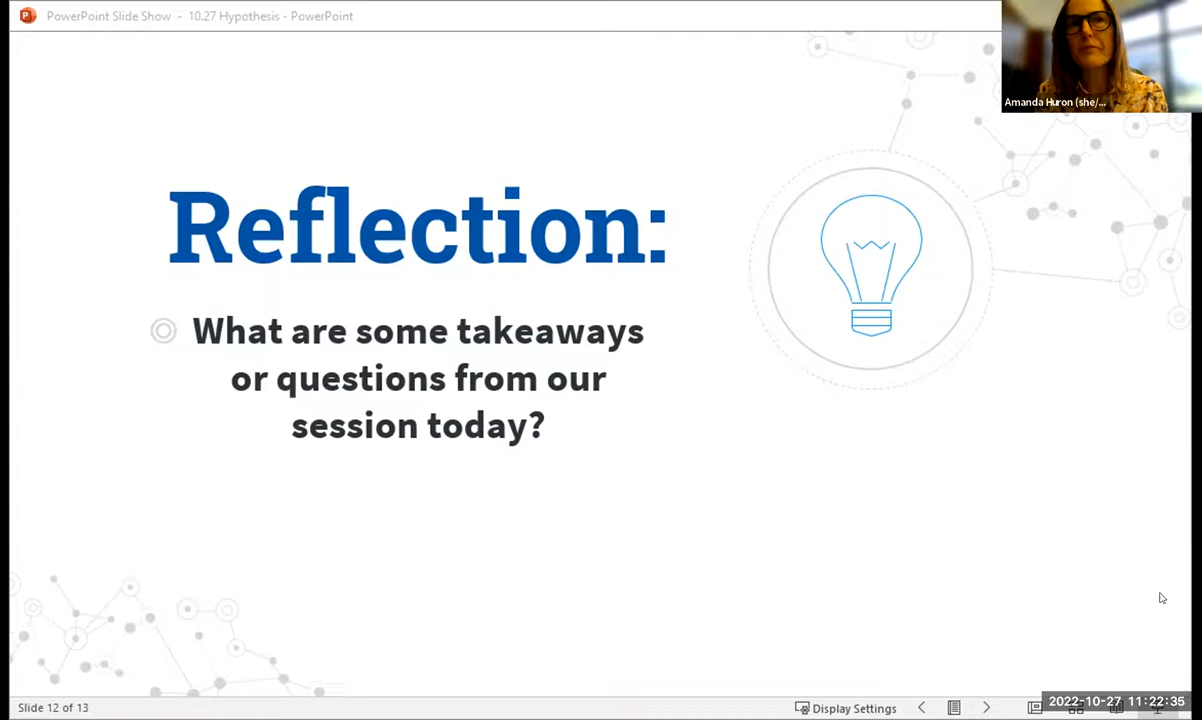 PowerPoint Slide Show - 10.27 Hypothesis - PowerPoint
Amanda Huron (she/...
Reflection:
What are some takeaways
or questions from our
session today?
Slide 12 of 13
Display Settings
2022-10-27 11:22:35